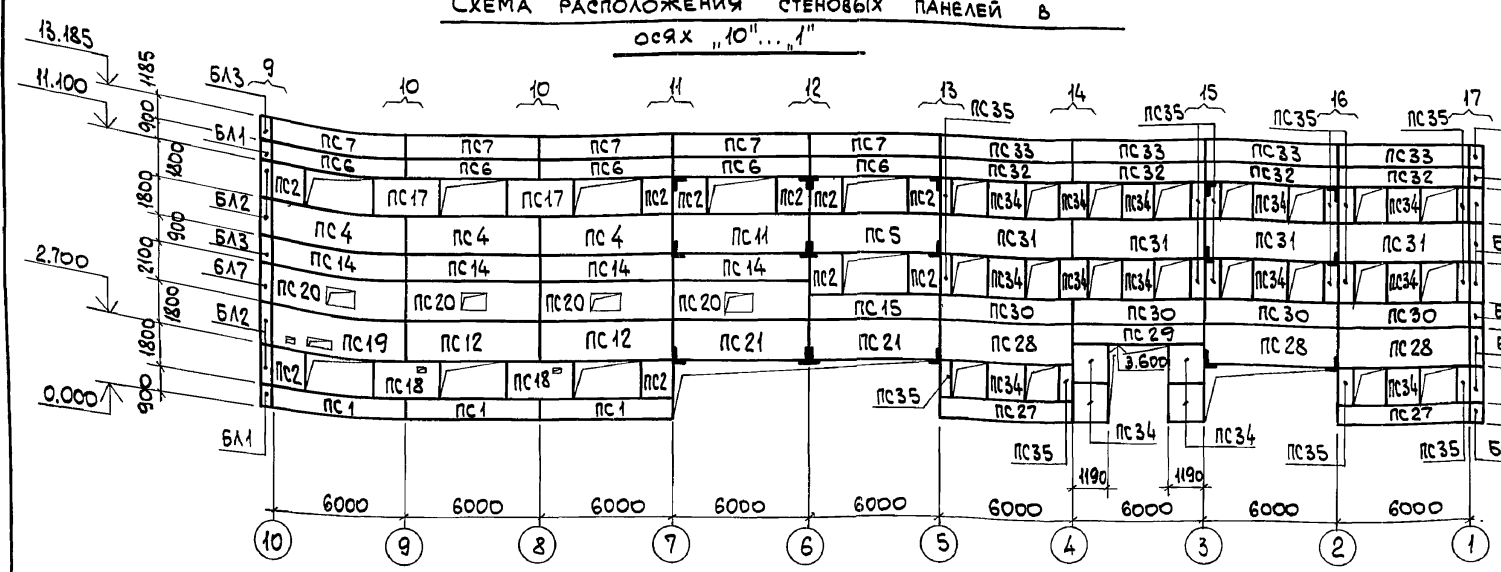 СХЕМА РАСПОЛОЖЕНИЯ СТЕНОВЫХ ПАНЕЛЕЙ В
ОСЯХ „10"...„1"
13.185
11.100
2.700
0.000
1185
900
1800
1800
900
2100
1800
1800
900
БЛ3
БЛ1
БЛ2
БЛ3
БЛ7
БЛ2
БЛ1
9 10 10 11 12 13 14 15 16 17
ПС35 ПС35 ПС35 ПС35
ПС7 ПС7 ПС7 ПС7 ПС7 ПС33 ПС33 ПС33 ПС33
ПС6 ПС6 ПС6 ПС6 ПС6 ПС32 ПС32 ПС32 ПС32
ПС2 ПС17 ПС17 ПС2 ПС2 ПС2 ПС2 ПС2 ПС34 ПС34 ПС34 ПС34 ПС34
ПС4 ПС4 ПС4 ПС11 ПС5 ПС31 ПС31 ПС31 ПС31
ПС14 ПС14 ПС14 ПС14 ПС2 ПС2 ПС34 ПС34 ПС34 ПС34 ПС34
ПС20 ПС20 ПС20 ПС20 ПС15 ПС30 ПС30 ПС30 ПС30
ПС19 ПС12 ПС12 ПС21 ПС21 ПС28 ПС29 ПС28 ПС28
3.600
ПС2 ПС18 ПС18 ПС2 ПС34 ПС34
ПС1 ПС1 ПС1 ПС35 ПС27 ПС27
ПС35 ПС34 ПС34 ПС35 ПС35
1190 1190
6000 6000 6000 6000 6000 6000 6000 6000 6000
10 9 8 7 6 5 4 3 2 1